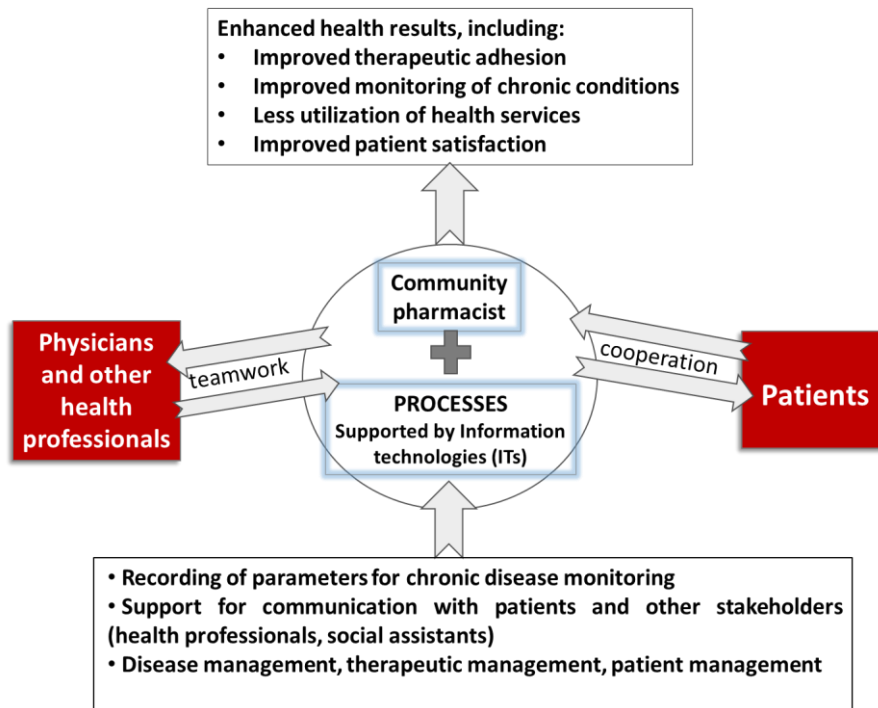 Enhanced health results, including:
• Improved therapeutic adhesion
• Improved monitoring of chronic conditions
• Less utilization of health services
• Improved patient satisfaction
Community
pharmacist
Physicians
and other
health
professionals
teamwork
cooperation
Patients
PROCESSES
Supported by Information
technologies (ITs)
• Recording of parameters for chronic disease monitoring
• Support for communication with patients and other stakeholders
(health professionals, social assistants)
• Disease management, therapeutic management, patient management